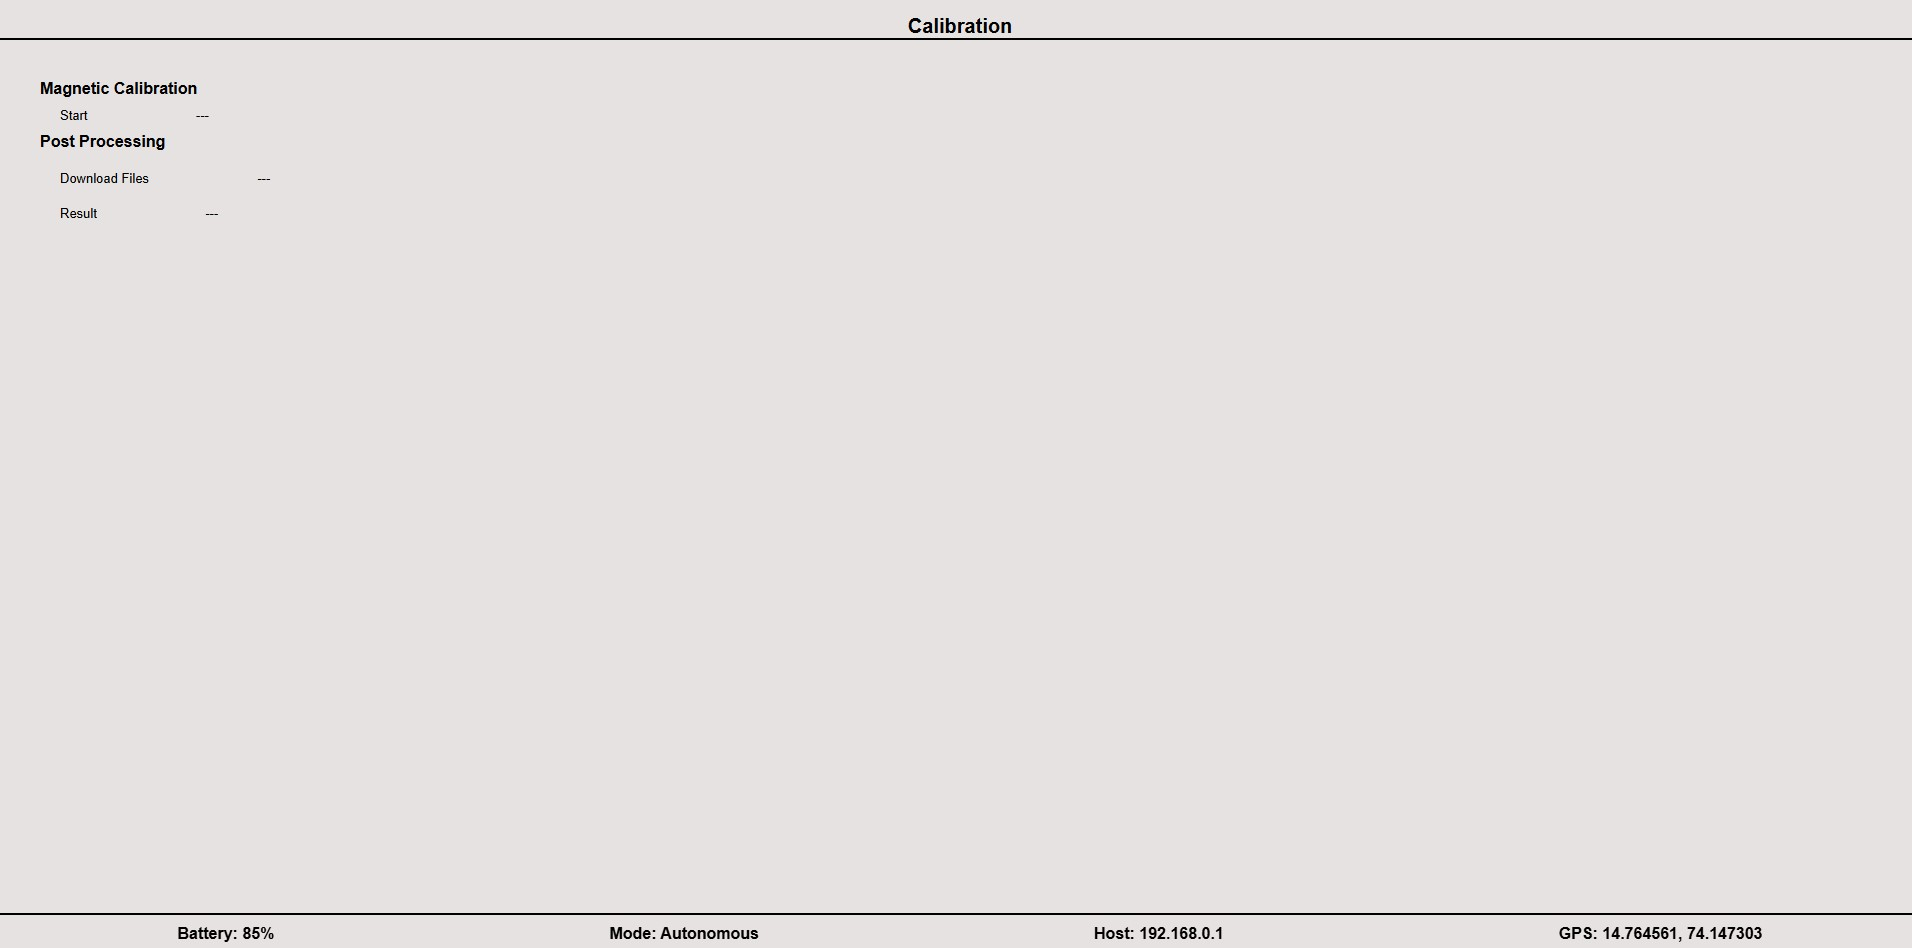 Calibration
Magnetic Calibration
Start ---
Post Processing
Download Files ---
Result ---
Battery: 85% Mode: Autonomous Host: 192.168.0.1 GPS: 14.764561, 74.147303